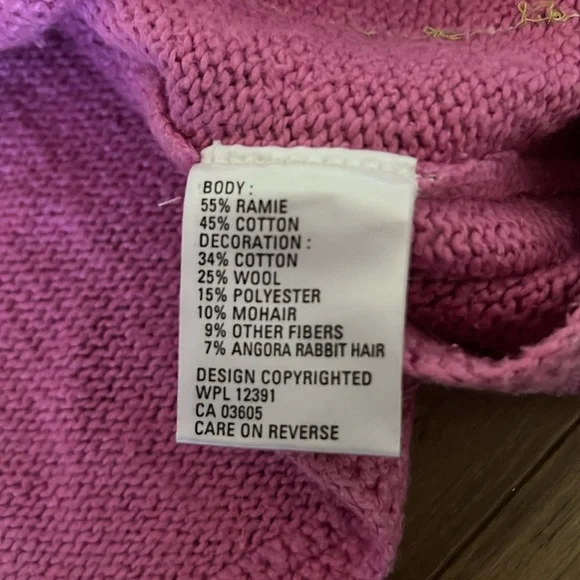 BODY :
55% RAMIE
45% COTTON
DECORATION :
34% COTTON
25% WOOL
15% POLYESTER
10% MOHAIR
9% OTHER FIBERS
7% ANGORA RABBIT HAIR
DESIGN COPYRIGHTED
WPL 12391
CA 03605
CARE ON REVERSE